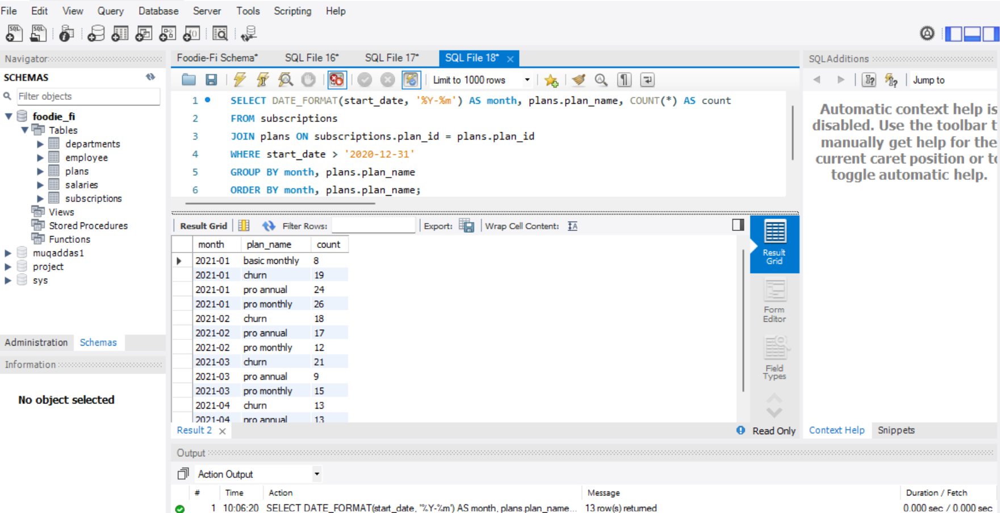 File Edit View Query Database Server Tools Scripting Help
Navigator
SCHEMAS
Filter objects
foodie_fi
Tables
departments
employee
plans
salaries
subscriptions
Views
Stored Procedures
Functions
muqaddas1
project
sys
Administration Schemas
Information
No object selected
Foodie-Fi Schema* SQL File 16* SQL File 17* SQL File 18*
Limit to 1000 rows
1 SELECT DATE_FORMAT(start_date, '%Y-%m') AS month, plans.plan_name, COUNT(*) AS count
2 FROM subscriptions
3 JOIN plans ON subscriptions.plan_id = plans.plan_id
4 WHERE start_date > '2020-12-31'
5 GROUP BY month, plans.plan_name
6 ORDER BY month, plans.plan_name;
Result Grid Filter Rows: Export: Wrap Cell Content:
month plan_name count
2021-01 basic monthly 8
2021-01 churn 19
2021-01 pro annual 24
2021-01 pro monthly 26
2021-02 churn 18
2021-02 pro annual 17
2021-02 pro monthly 12
2021-03 churn 21
2021-03 pro annual 9
2021-03 pro monthly 15
2021-04 churn 13
2021-04 pro annual 13
Result
Grid
Form
Editor
Field
Types
Result 2 Read Only
SQLAdditions
Jump to
Automatic context help is
disabled. Use the toolbar t
manually get help for the
current caret position or to
toggle automatic help.
Context Help Snippets
Output
Action Output
# Time Action Message Duration / Fetch
1 10:06:20 SELECT DATE_FORMAT(start_date, '%Y-%m') AS month, plans.plan_name... 13 row(s) returned 0.000 sec / 0.000 sec